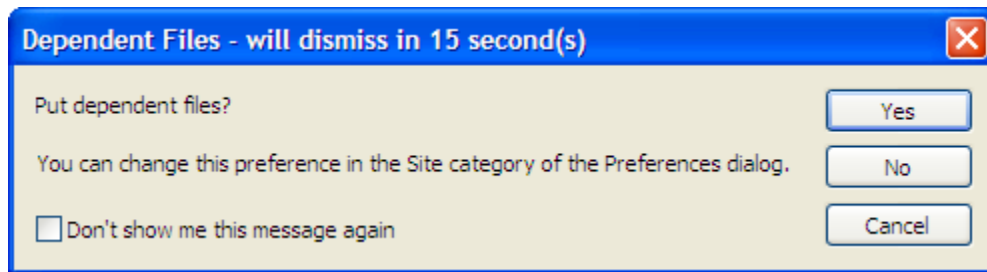 Dependent Files - will dismiss in 15 second(s)
Put dependent files?
Yes
You can change this preference in the Site category of the Preferences dialog.
No
Don't show me this message again
Cancel